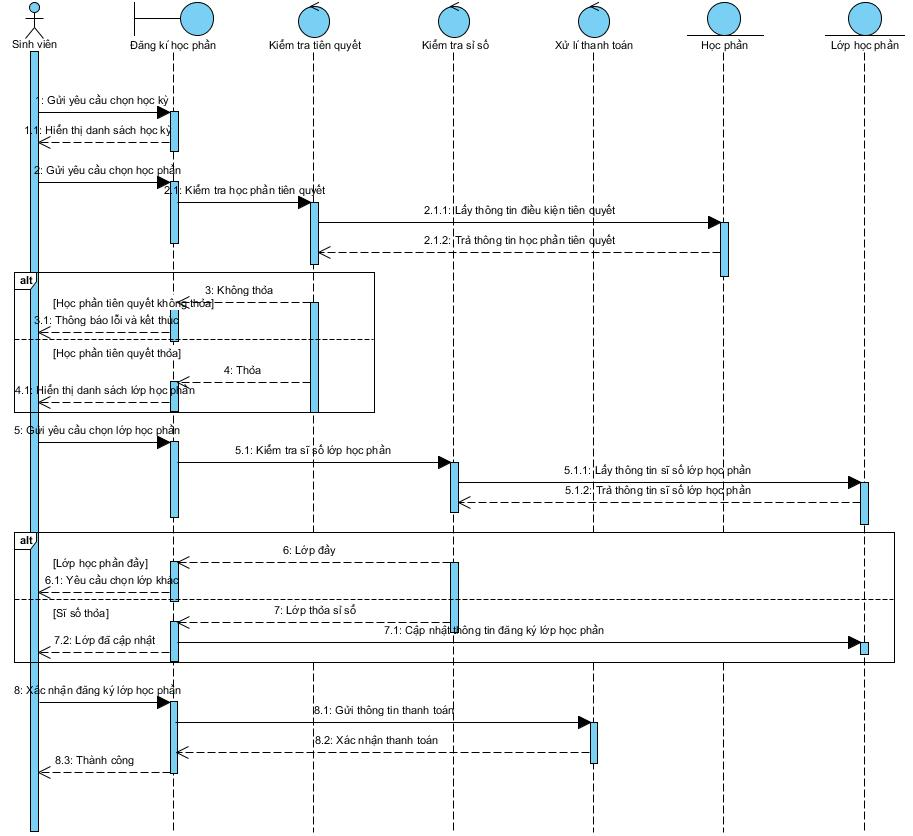 Sinh viên
Đăng kí học phần
Kiểm tra tiên quyết
Kiểm tra sỉ số
Xử lí thanh toán
Học phần
Lớp học phần
1: Gửi yêu cầu chọn học kỳ
1.1: Hiển thị danh sách học kỳ
2: Gửi yêu cầu chọn học phần
2.1: Kiểm tra học phần tiên quyết
2.1.1: Lấy thông tin điều kiện tiên quyết
2.1.2: Trả thông tin học phần tiên quyết
alt
3: Không thỏa
[Học phần tiên quyết không thỏa]
3.1: Thông báo lỗi và kết thúc
[Học phần tiên quyết thỏa]
4: Thỏa
4.1: Hiển thị danh sách lớp học phần
5: Gửi yêu cầu chọn lớp học phần
5.1: Kiểm tra sĩ số lớp học phần
5.1.1: Lấy thông tin sĩ số lớp học phần
5.1.2: Trả thông tin sĩ số lớp học phần
alt
6: Lớp đầy
[Lớp học phần đầy]
6.1: Yêu cầu chọn lớp khác
[Sĩ số thỏa]
7: Lớp thỏa sỉ số
7.1: Cập nhật thông tin đăng ký lớp học phần
7.2: Lớp đã cập nhật
8: Xác nhận đăng ký lớp học phần
8.1: Gửi thông tin thanh toán
8.2: Xác nhận thanh toán
8.3: Thành công